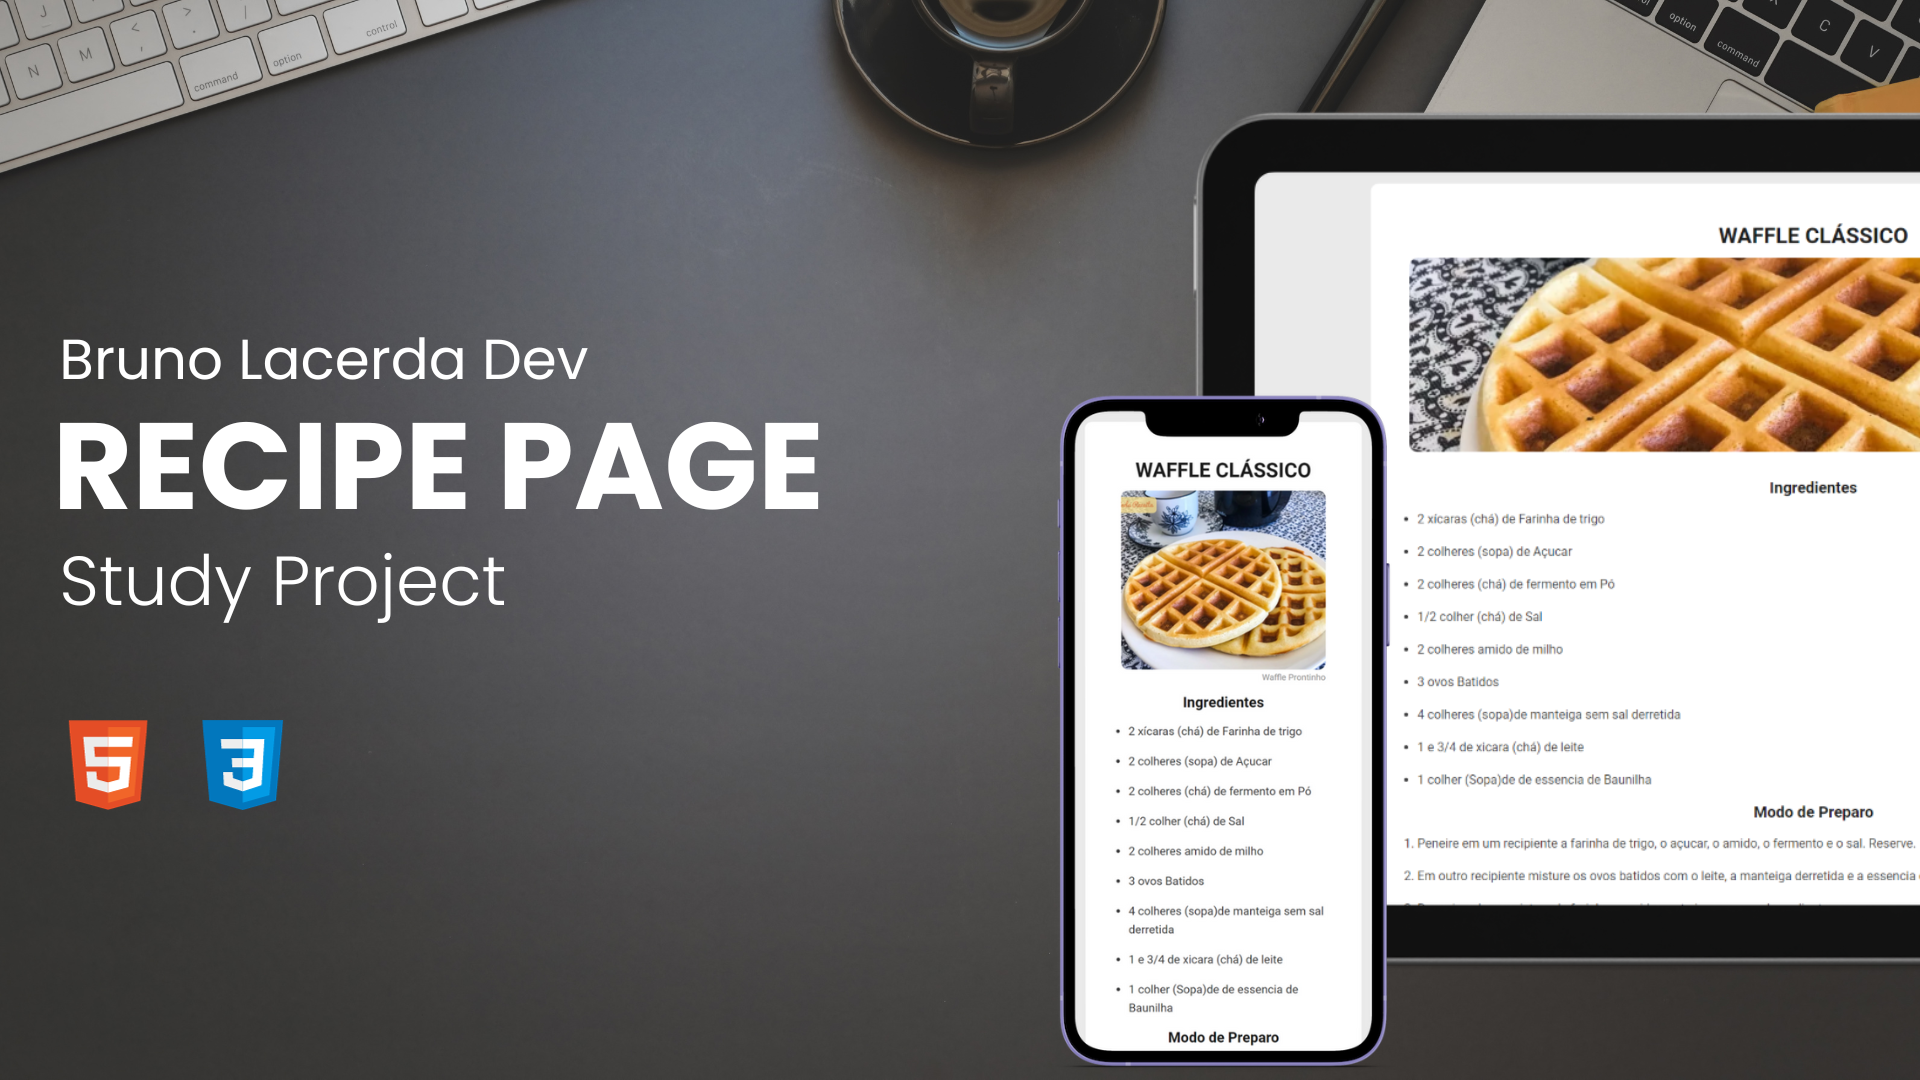 J
N
M
<
,
>
.
/
command
option
control
option
command
C
V
Bruno Lacerda Dev
RECIPE PAGE
Study Project
5
3
WAFFLE CLÁSSICO
Waffle Prontinho
Ingredientes
• 2 xícaras (chá) de Farinha de trigo
• 2 colheres (sopa) de Açucar
• 2 colheres (chá) de fermento em Pó
• 1/2 colher (chá) de Sal
• 2 colheres amido de milho
• 3 ovos Batidos
• 4 colheres (sopa)de manteiga sem sal
derretida
• 1 e 3/4 de xicara (chá) de leite
• 1 colher (Sopa)de de essencia de
Baunilha
Modo de Preparo
WAFFLE CLÁSSICO
Ingredientes
• 2 xícaras (chá) de Farinha de trigo
• 2 colheres (sopa) de Açucar
• 2 colheres (chá) de fermento em Pó
• 1/2 colher (chá) de Sal
• 2 colheres amido de milho
• 3 ovos Batidos
• 4 colheres (sopa)de manteiga sem sal derretida
• 1 e 3/4 de xicara (chá) de leite
• 1 colher (Sopa)de de essencia de Baunilha
Modo de Preparo
1. Peneire em um recipiente a farinha de trigo, o açucar, o amido, o fermento e o sal. Reserve.
2. Em outro recipiente misture os ovos batidos com o leite, a manteiga derretida e a essencia